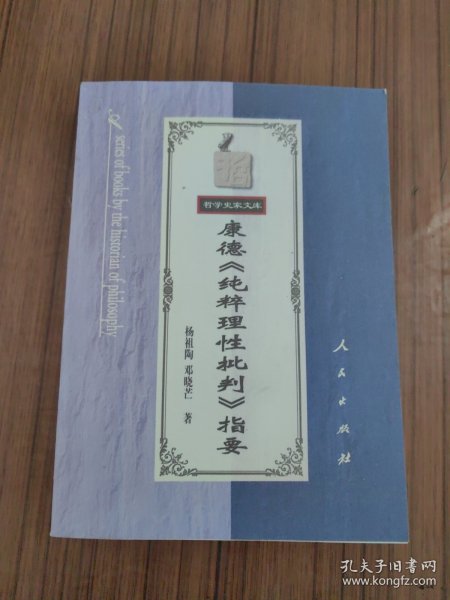 A series of books by the historian of philosophy
哲
哲学史家文库
康德《纯粹理性批判》指要
杨祖陶 邓晓芒 著
人民出版社
孔夫子旧书网
www.kongfz.com